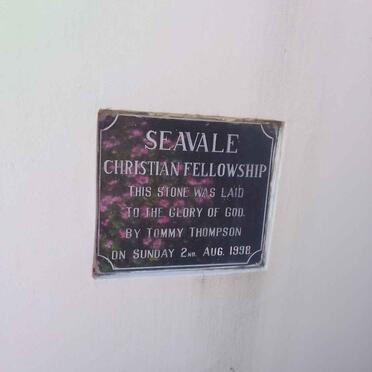 SEAVALE
CHRISTIAN FELLOWSHIP
THIS STONE WAS LAID
TO THE GLORY OF GOD.
BY TOMMY THOMPSON
ON SUNDAY 2ND. AUG. 1998.